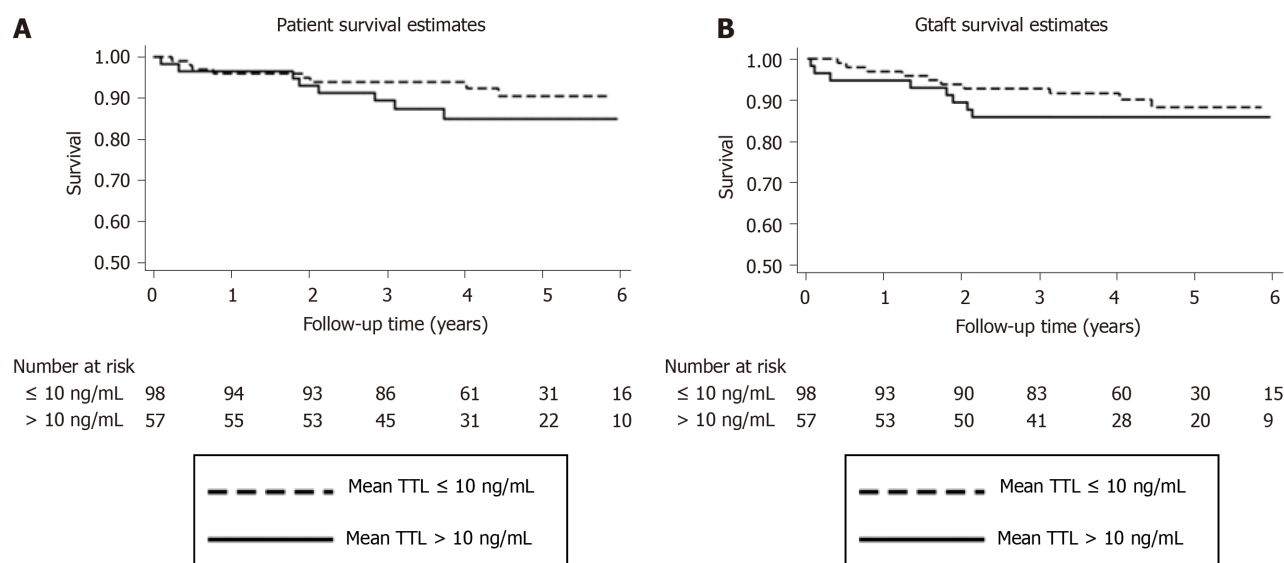 A
Patient survival estimates
1.00
0.90
0.80
0.70
0.60
0.50
Survival
0 1 2 3 4 5 6
Follow-up time (years)
Number at risk
≤ 10 ng/mL 98 94 93 86 61 31 16
> 10 ng/mL 57 55 53 45 31 22 10
Mean TTL ≤ 10 ng/mL
Mean TTL > 10 ng/mL
B
Gtaft survival estimates
1.00
0.90
0.80
0.70
0.60
0.50
Survival
0 1 2 3 4 5 6
Follow-up time (years)
Number at risk
≤ 10 ng/mL 98 93 90 83 60 30 15
> 10 ng/mL 57 53 50 41 28 20 9
Mean TTL ≤ 10 ng/mL
Mean TTL > 10 ng/mL